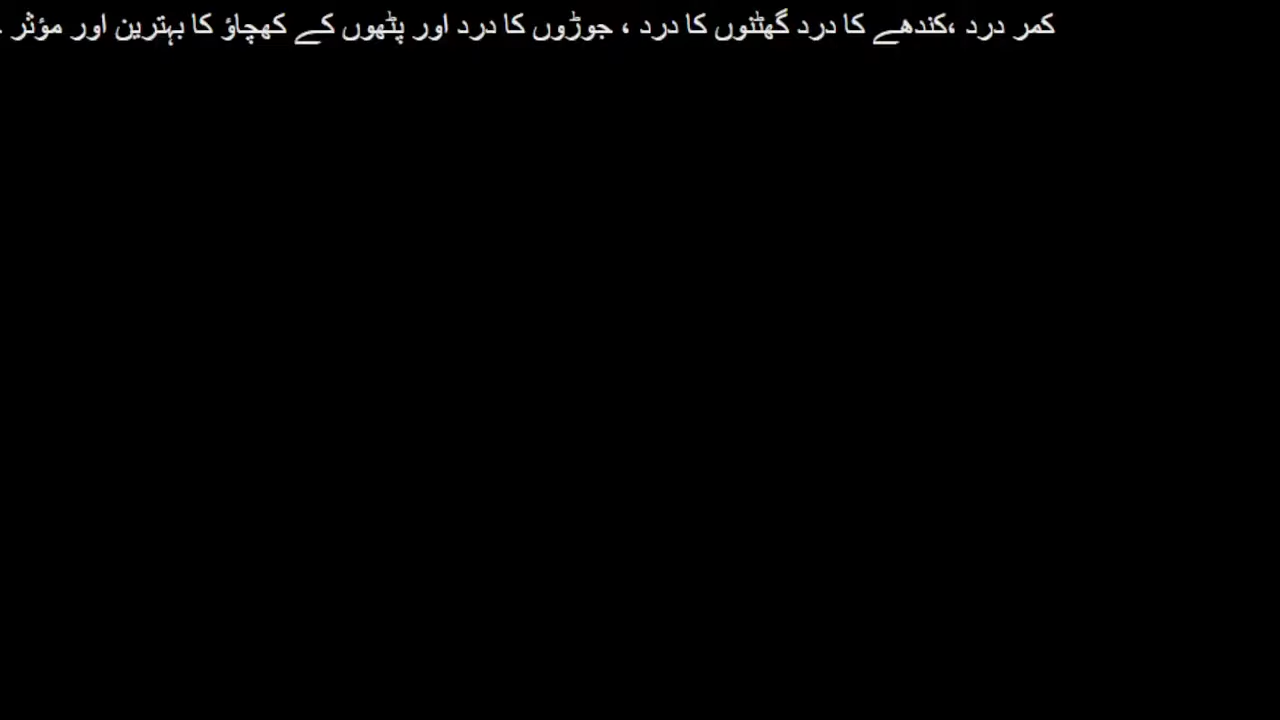 کمر درد ،کندھے کا درد گھٹنوں کا درد ، جوڑوں کا درد اور پٹھوں کے کھچاؤ کا بہترین اور مؤثر